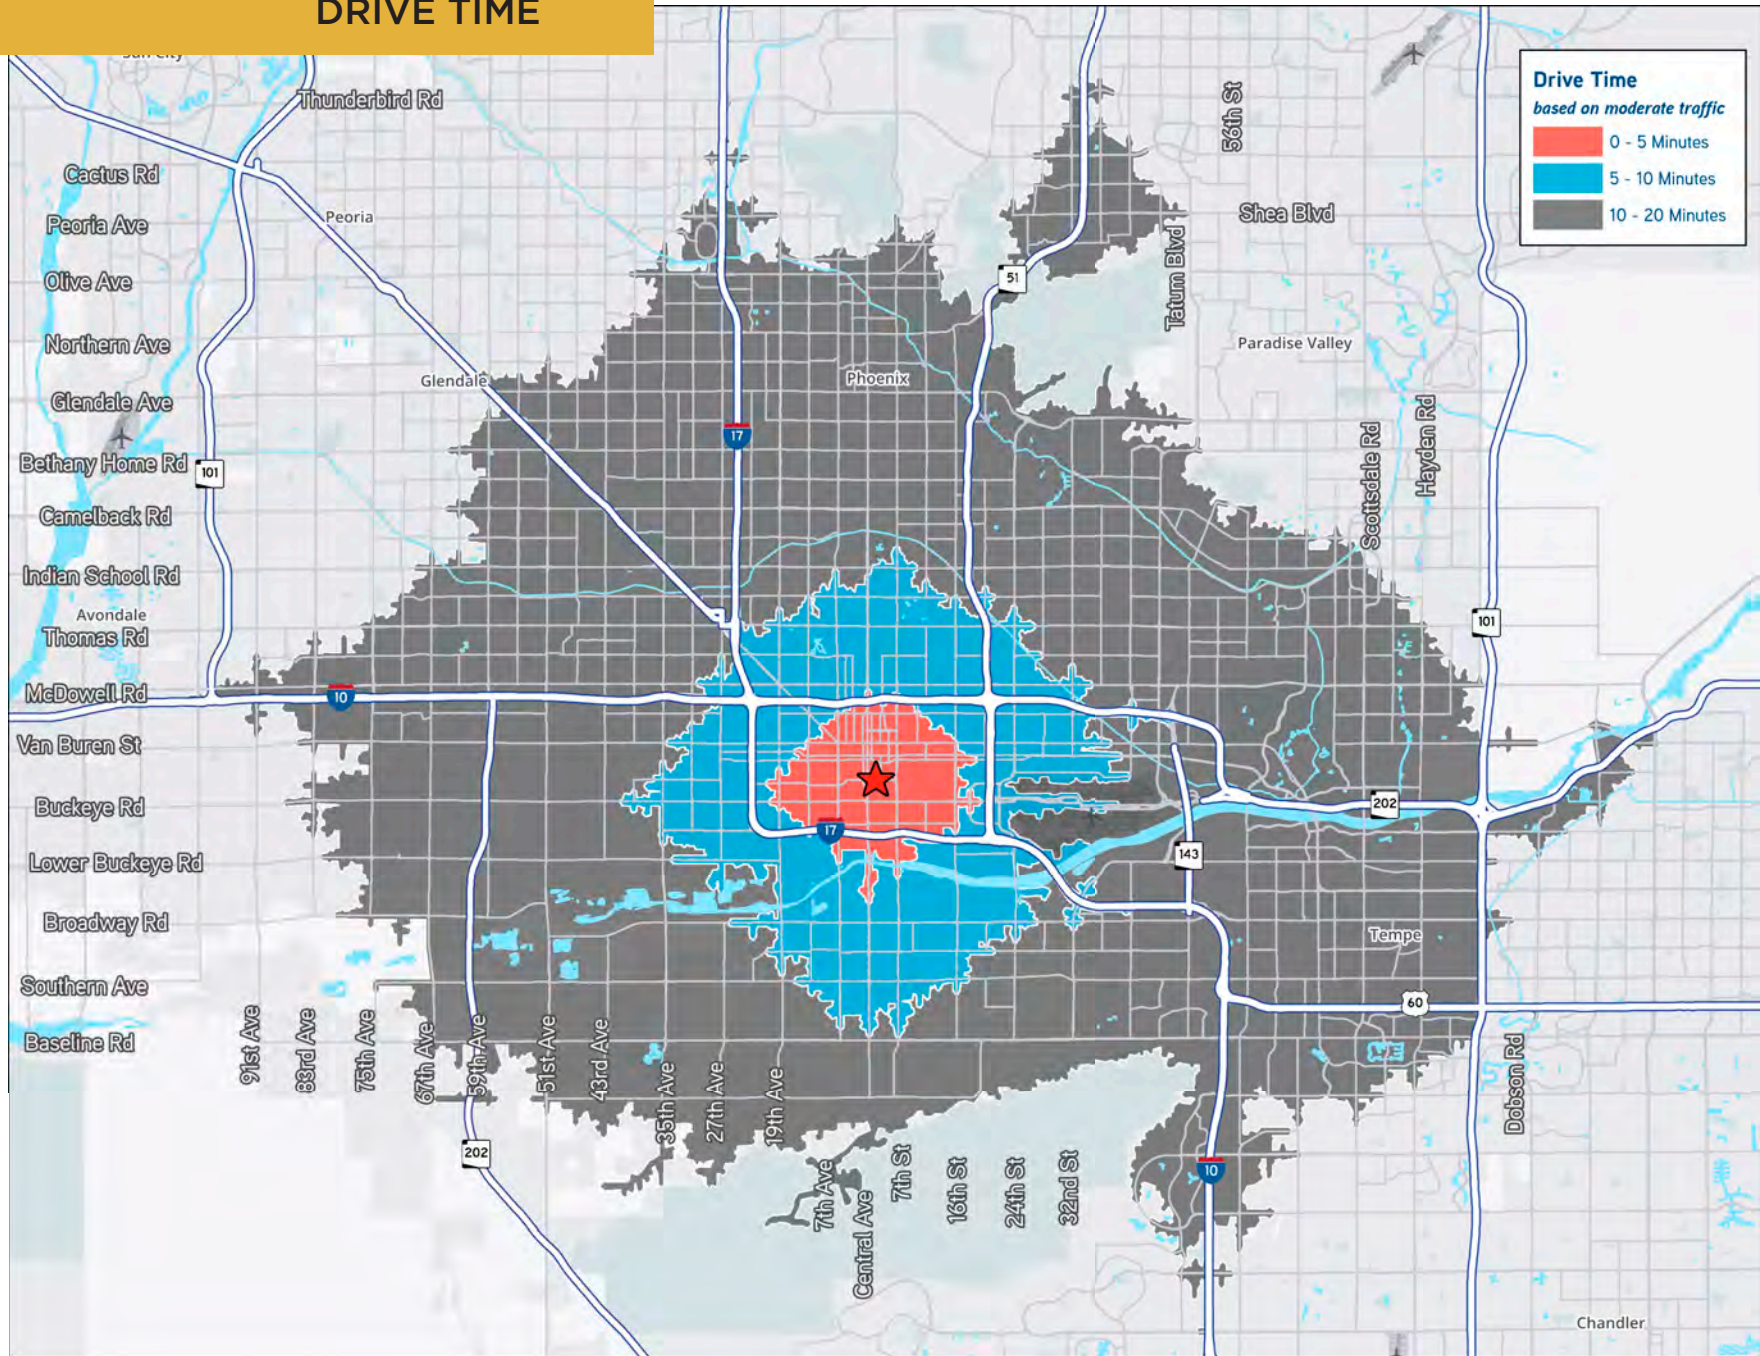 DRIVE TIME
Sun City
Thunderbird Rd
Cactus Rd
Peoria Ave
Peoria
Olive Ave
Northern Ave
Glendale
Glendale Ave
Bethany Home Rd
101
Camelback Rd
Indian School Rd
Avondale
Thomas Rd
McDowell Rd
10
Van Buren St
Buckeye Rd
Lower Buckeye Rd
Broadway Rd
Southern Ave
Baseline Rd
91st Ave
83rd Ave
75th Ave
67th Ave
59th Ave
51st Ave
43rd Ave
35th Ave
27th Ave
19th Ave
7th Ave
Central Ave
7th St
16th St
24th St
32nd St
202
17
Phoenix
51
17
56th St
Shea Blvd
Tatum Blvd
Paradise Valley
Scottsdale Rd
Hayden Rd
101
202
143
Tempe
60
Dobson Rd
10
Chandler
Drive Time
based on moderate traffic
0 - 5 Minutes
5 - 10 Minutes
10 - 20 Minutes